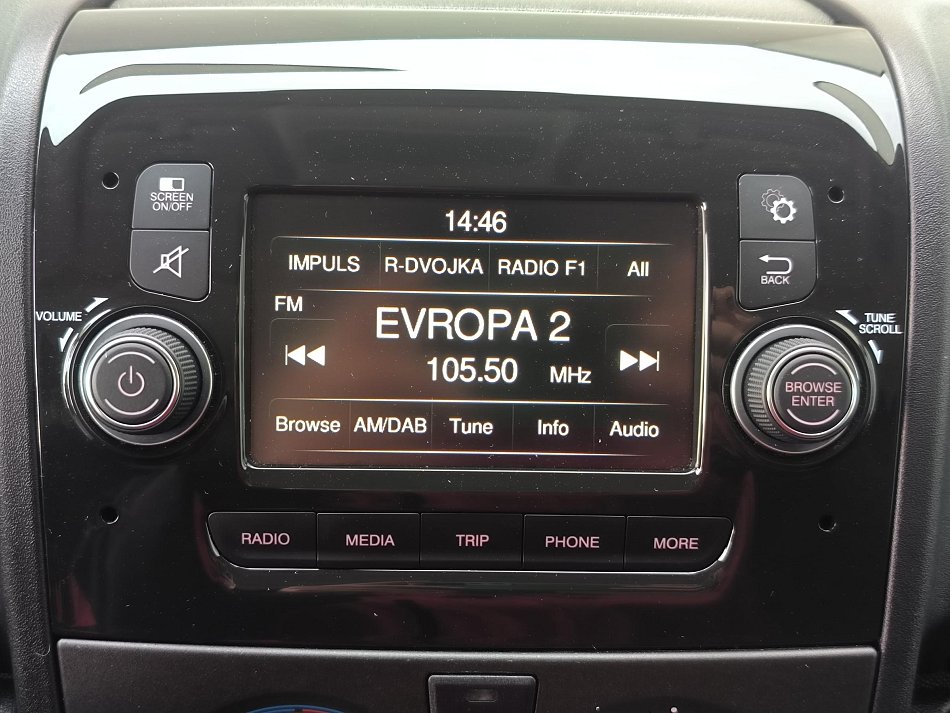 14:46
SCREEN
ON/OFF
IMPULS R-DVOJKA RADIO F1 All
BACK
FM
VOLUME
EVROPA 2
TUNE
SCROLL
105.50 MHz
BROWSE
ENTER
Browse AM/DAB Tune Info Audio
RADIO MEDIA TRIP PHONE MORE